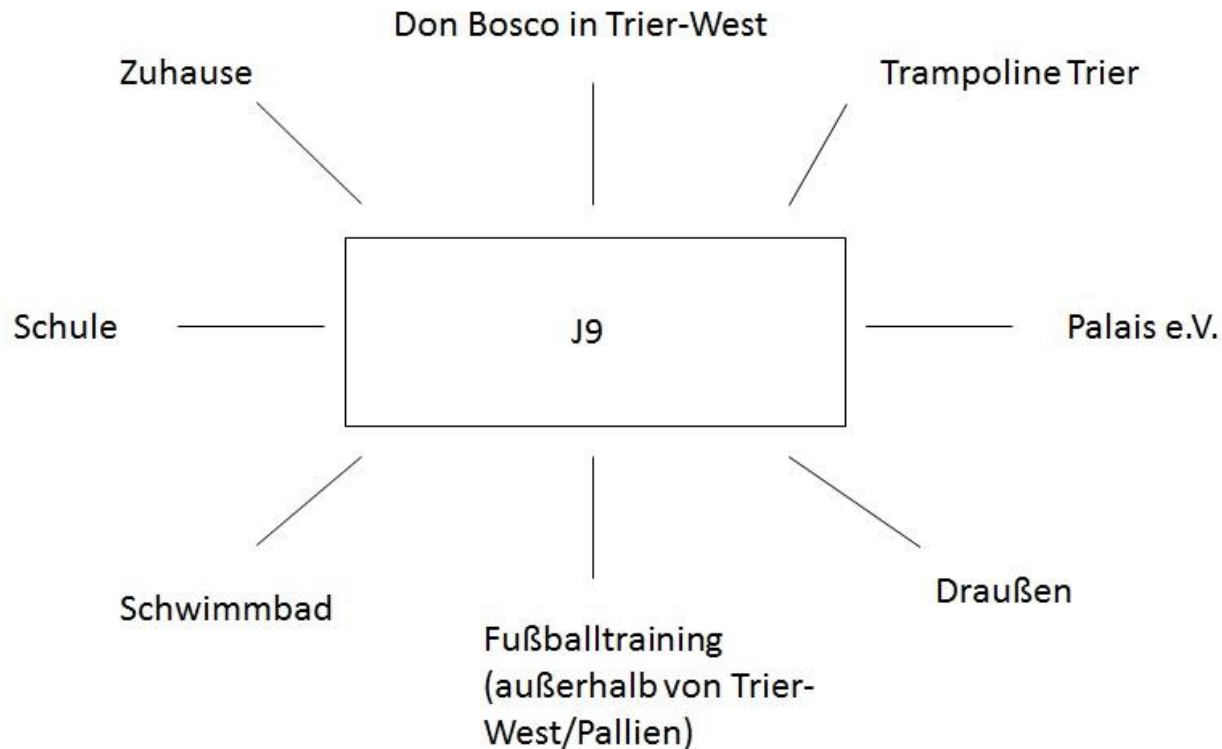 Don Bosco in Trier-West
Zuhause
Trampoline Trier
Schule
J9
Palais e.V.
Schwimmbad
Draußen
Fußballtraining
(außerhalb von Trier-
West/Pallien)